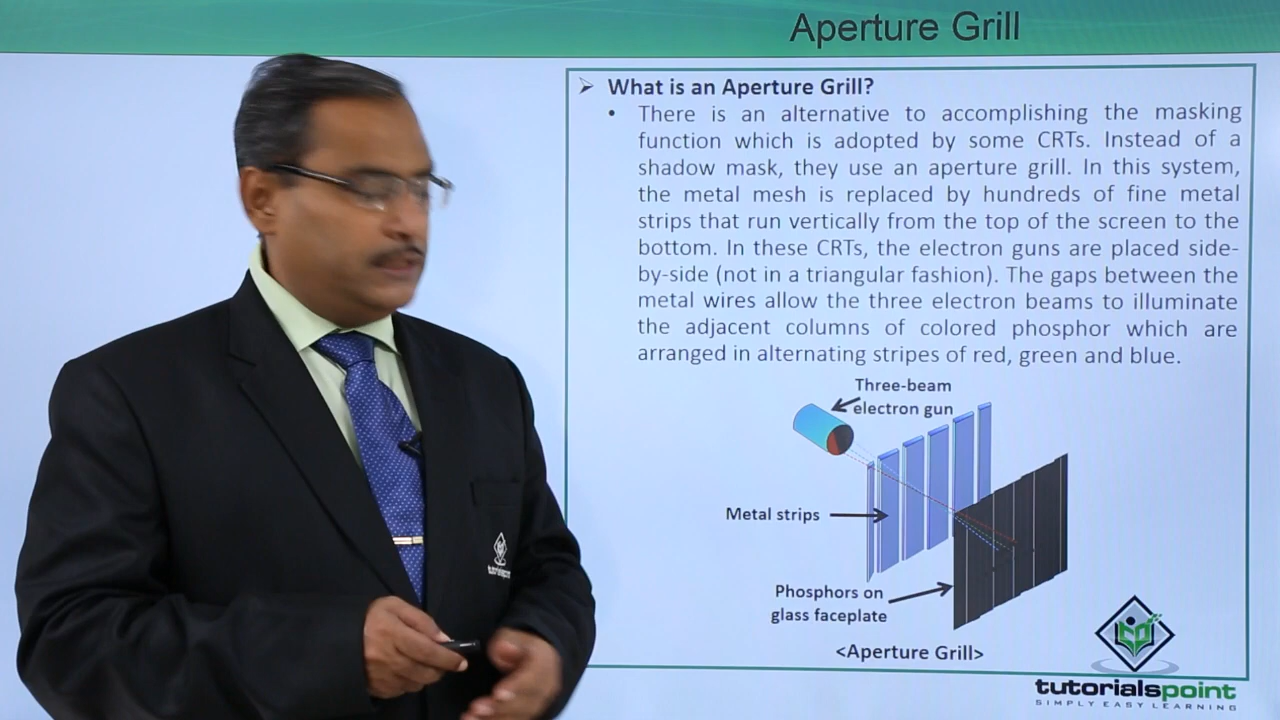 Aperture Grill
➢ What is an Aperture Grill?
• There is an alternative to accomplishing the masking
function which is adopted by some CRTs. Instead of a
shadow mask, they use an aperture grill. In this system,
the metal mesh is replaced by hundreds of fine metal
strips that run vertically from the top of the screen to the
bottom. In these CRTs, the electron guns are placed side-
by-side (not in a triangular fashion). The gaps between the
metal wires allow the three electron beams to illuminate
the adjacent columns of colored phosphor which are
arranged in alternating stripes of red, green and blue.
Three-beam
electron gun
Metal strips
Phosphors on
glass faceplate
<Aperture Grill>
tutorialspoint
SIMPLY EASY LEARNING